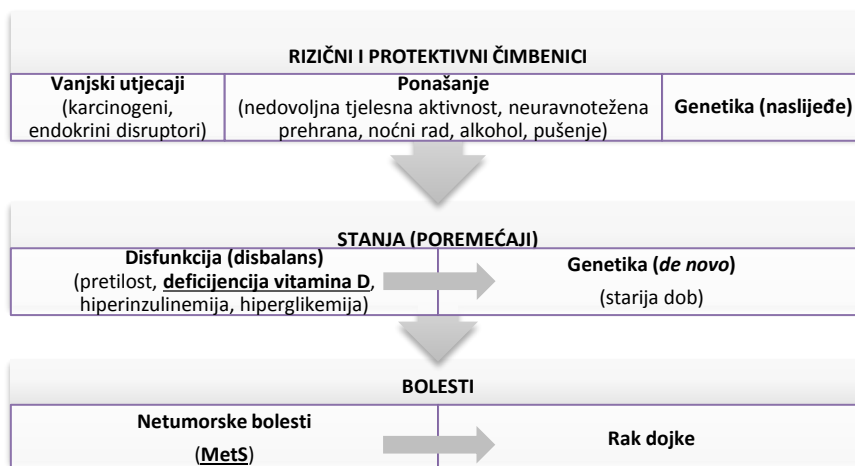 RIZIČNI I PROTEKTIVNI ČIMBENICI
Vanjski utjecaji
(karcinogeni,
endokrini disruptori)
Ponašanje
(nedovoljna tjelesna aktivnost, neuravnotežena
prehrana, noćni rad, alkohol, pušenje)
Genetika (naslijeđe)
STANJA (POREMEĆAJI)
Disfunkcija (disbalans)
(pretilost, deficijencija vitamina D,
hiperinzulinemija, hiperglikemija)
Genetika (de novo)
(starija dob)
BOLESTI
Netumorske bolesti
(MetS)
Rak dojke